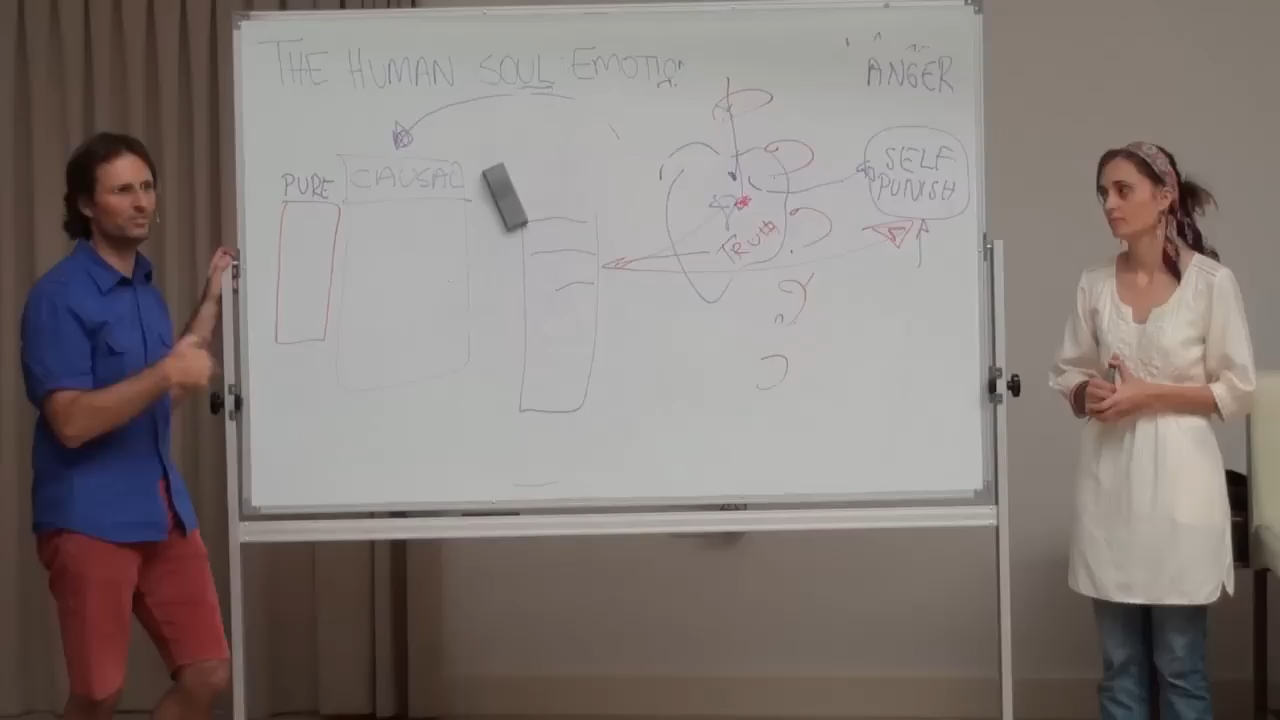 THE HUMAN SOUL EMOTION
ANGER
PURE
CAUSAL
SELF
PUNISH
TRUTH